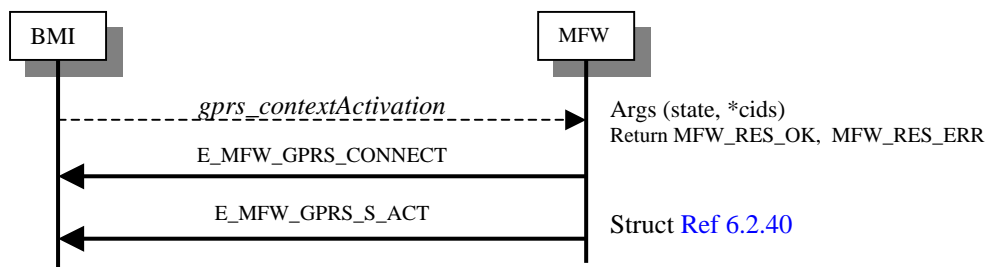 BMI
MFW
gprs_contextActivation
Args (state, *cids)
Return MFW_RES_OK, MFW_RES_ERR
E_MFW_GPRS_CONNECT
E_MFW_GPRS_S_ACT
Struct Ref 6.2.40